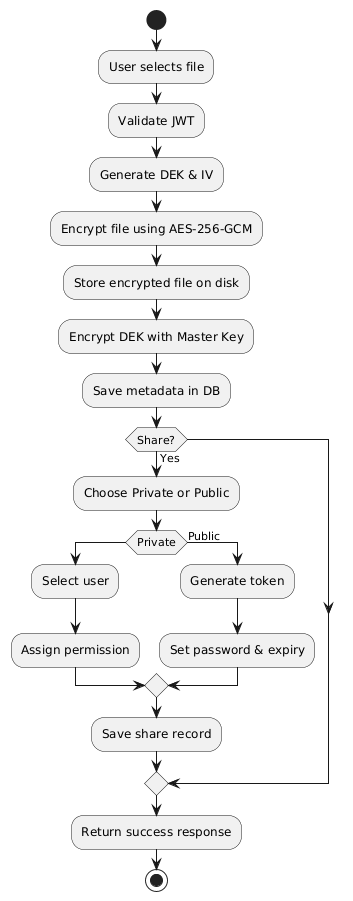 User selects file
Validate JWT
Generate DEK & IV
Encrypt file using AES-256-GCM
Store encrypted file on disk
Encrypt DEK with Master Key
Save metadata in DB
Share?
Yes
Choose Private or Public
Private
Public
Select user
Generate token
Assign permission
Set password & expiry
Save share record
Return success response